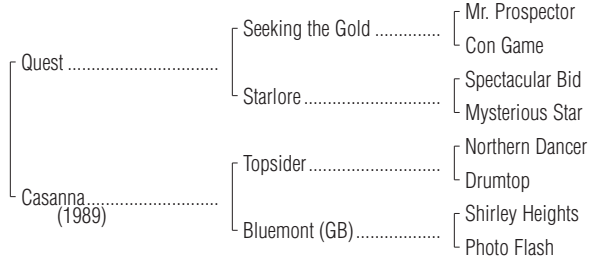 Mr. Prospector
Seeking the Gold ..............
Con Game
Quest ................................
Spectacular Bid
Starlore .............................
Mysterious Star
Northern Dancer
Topsider ............................
Drumtop
Casanna............................
(1989)
Shirley Heights
Bluemont (GB)..................
Photo Flash